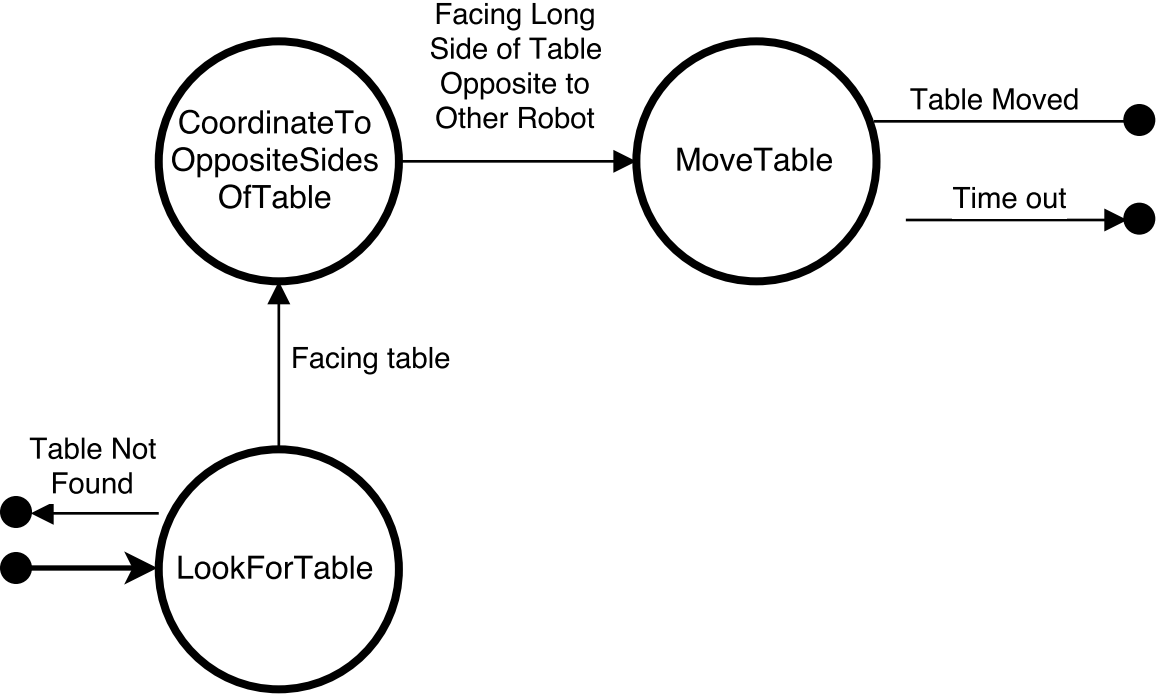 Facing Long
Side of Table
Opposite to
Other Robot
CoordinateTo
OppositeSides
OfTable
MoveTable
Table Moved
Time out
Facing table
Table Not
Found
LookForTable